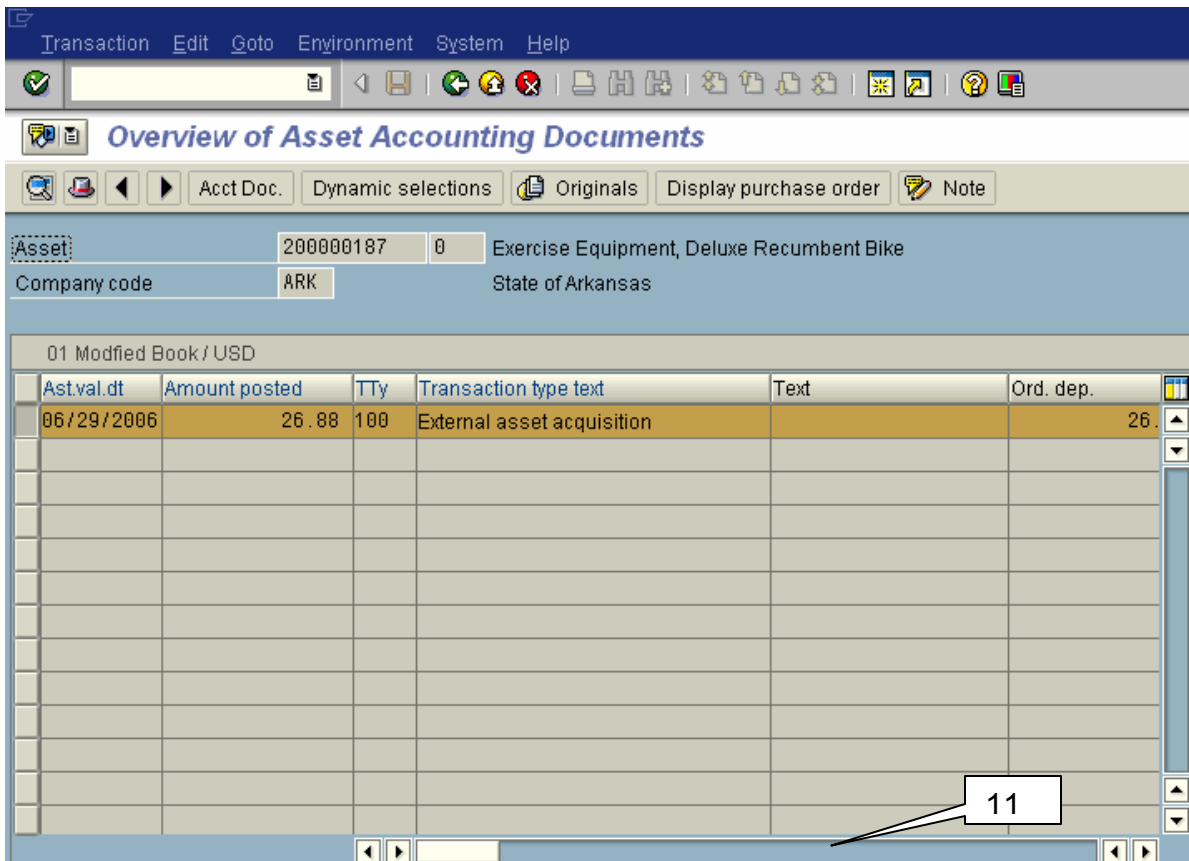 Transaction Edit Goto Environment System Help
Overview of Asset Accounting Documents
Acct Doc. Dynamic selections Originals Display purchase order Note
Asset 200000187 0 Exercise Equipment, Deluxe Recumbent Bike
Company code ARK State of Arkansas
01 Modfied Book / USD
Ast.val.dt Amount posted TTy Transaction type text Text Ord. dep.
06/29/2006 26.88 100 External asset acquisition 26.
11